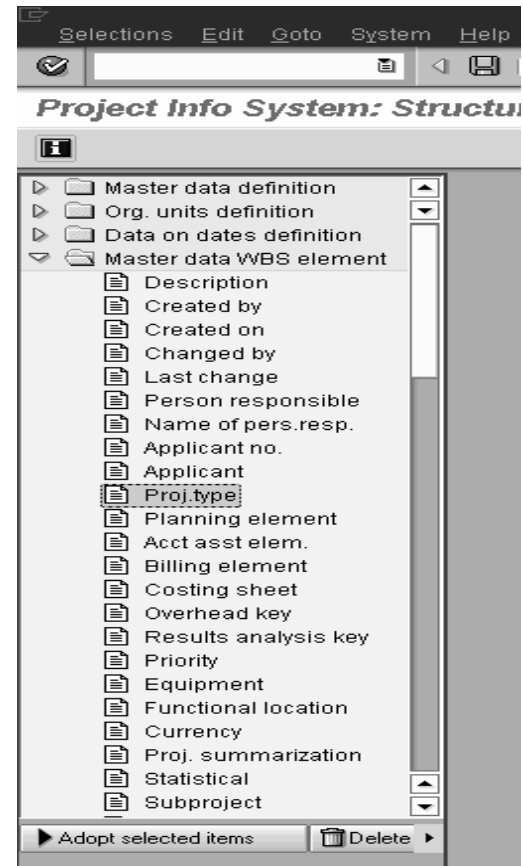 Selections Edit Goto System Help
Project Info System: Structu
Master data definition
Org. units definition
Data on dates definition
Master data WBS element
Description
Created by
Created on
Changed by
Last change
Person responsible
Name of pers.resp.
Applicant no.
Applicant
Proj.type
Planning element
Acct asst elem.
Billing element
Costing sheet
Overhead key
Results analysis key
Priority
Equipment
Functional location
Currency
Proj. summarization
Statistical
Subproject
Adopt selected items Delete